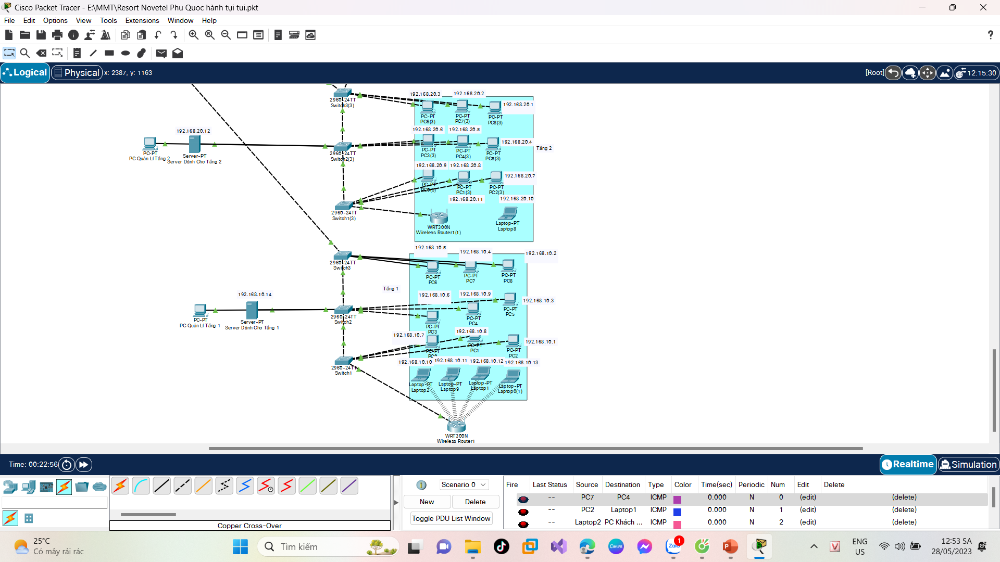 Cisco Packet Tracer - E:\MMT\Resort Novetel Phu Quoc hành tụi tui.pkt
File Edit Options View Tools Extensions Window Help
Logical Physical x: 2387, y: 1163 [Root] 12:15:30
192.168.20.3 192.168.20.2
2960-24TT
Switch3(3)
192.168.20.1
PC-PT
PC6(3)
PC-PT
PC7(3)
PC-PT
PC8(3)
192.168.20.12
192.168.20.6 192.168.20.5
192.168.20.4
PC-PT
PC Quản Lí Tầng 2
Server-PT
Server Dành Cho Tầng 2
2960-24TT
Switch2(3)
PC-PT
PC3(3)
PC-PT
PC4(3)
PC-PT
PC5(3)
Tầng 2
192.168.20.9 192.168.20.8
192.168.20.7
PC-PT
PC0(3)
PC-PT
PC1(3)
PC-PT
PC2(3)
192.168.20.11 192.168.20.10
2960-24TT
Switch1(3)
WRT300N
Wireless Router1(1)
Laptop-PT
Laptop8
192.168.10.5 192.168.10.4 192.168.10.2
2960-24TT
Switch3
PC-PT
PC6
PC-PT
PC7
PC-PT
PC8
Tầng 1
192.168.10.14
192.168.10.6 192.168.10.9
192.168.10.3
PC-PT
PC Quản Lí Tầng 1
Server-PT
Server Dành Cho Tầng 1
2960-24TT
Switch2
PC-PT
PC3
PC-PT
PC4
PC-PT
PC5
192.168.10.7 192.168.10.8
192.168.10.1
PC-PT
PC0
PC-PT
PC1
PC-PT
PC2
192.168.10.10 192.168.10.11 192.168.10.12 192.168.10.13
2960-24TT
Switch1
Laptop-PT
Laptop2
Laptop-PT
Laptop9
Laptop-PT
Laptop1
Laptop-PT
Laptop0(1)
WRT300N
Wireless Router1
Time: 00:22:56 Realtime Simulation
Scenario 0
New Delete
Toggle PDU List Window
Copper Cross-Over
Fire Last Status Source Destination Type Color Time(sec) Periodic Num Edit Delete
-- PC7 PC4 ICMP 0.000 N 0 (edit) (delete)
-- PC2 Laptop1 ICMP 0.000 N 1 (edit) (delete)
-- Laptop2 PC Khách ... ICMP 0.000 N 2 (edit) (delete)
25°C
Có mây rải rác
Tìm kiếm
Canva
Zalo
1
ENG
US
12:53 SA
28/05/2023